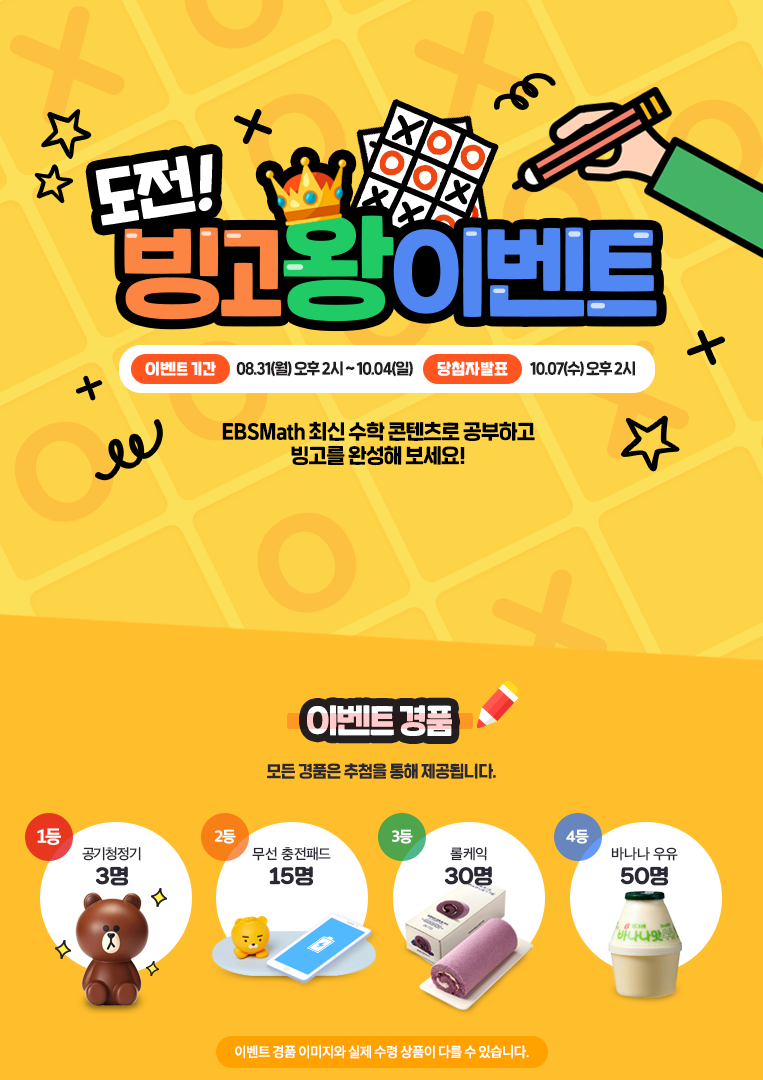 도전!
빙고왕이벤트
이벤트 기간 08.31(월) 오후 2시 ~ 10.04(일) 당첨자발표 10.07(수) 오후 2시
EBSMath 최신 수학 콘텐츠로 공부하고
빙고를 완성해 보세요!
이벤트 경품
모든 경품은 추첨을 통해 제공됩니다.
1등
공기청정기
3명
2등
무선 충전패드
15명
3등
롤케익
30명
4등
바나나 우유
50명
바나나맛
이벤트 경품 이미지와 실제 수령 상품이 다를 수 있습니다.